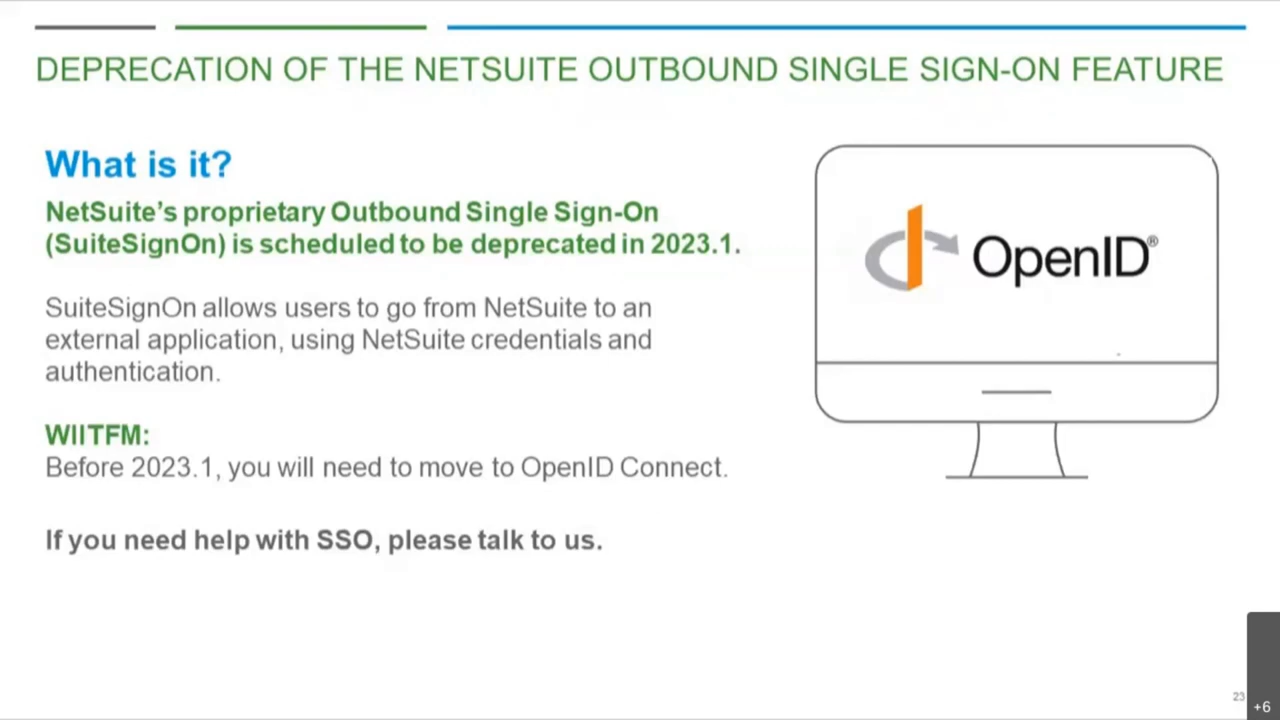 DEPRECATION OF THE NETSUITE OUTBOUND SINGLE SIGN-ON FEATURE
What is it?
NetSuite’s proprietary Outbound Single Sign-On
(SuiteSignOn) is scheduled to be deprecated in 2023.1.
SuiteSignOn allows users to go from NetSuite to an
external application, using NetSuite credentials and
authentication.
WIITFM:
Before 2023.1, you will need to move to OpenID Connect.
If you need help with SSO, please talk to us.
OpenID®
23
+6